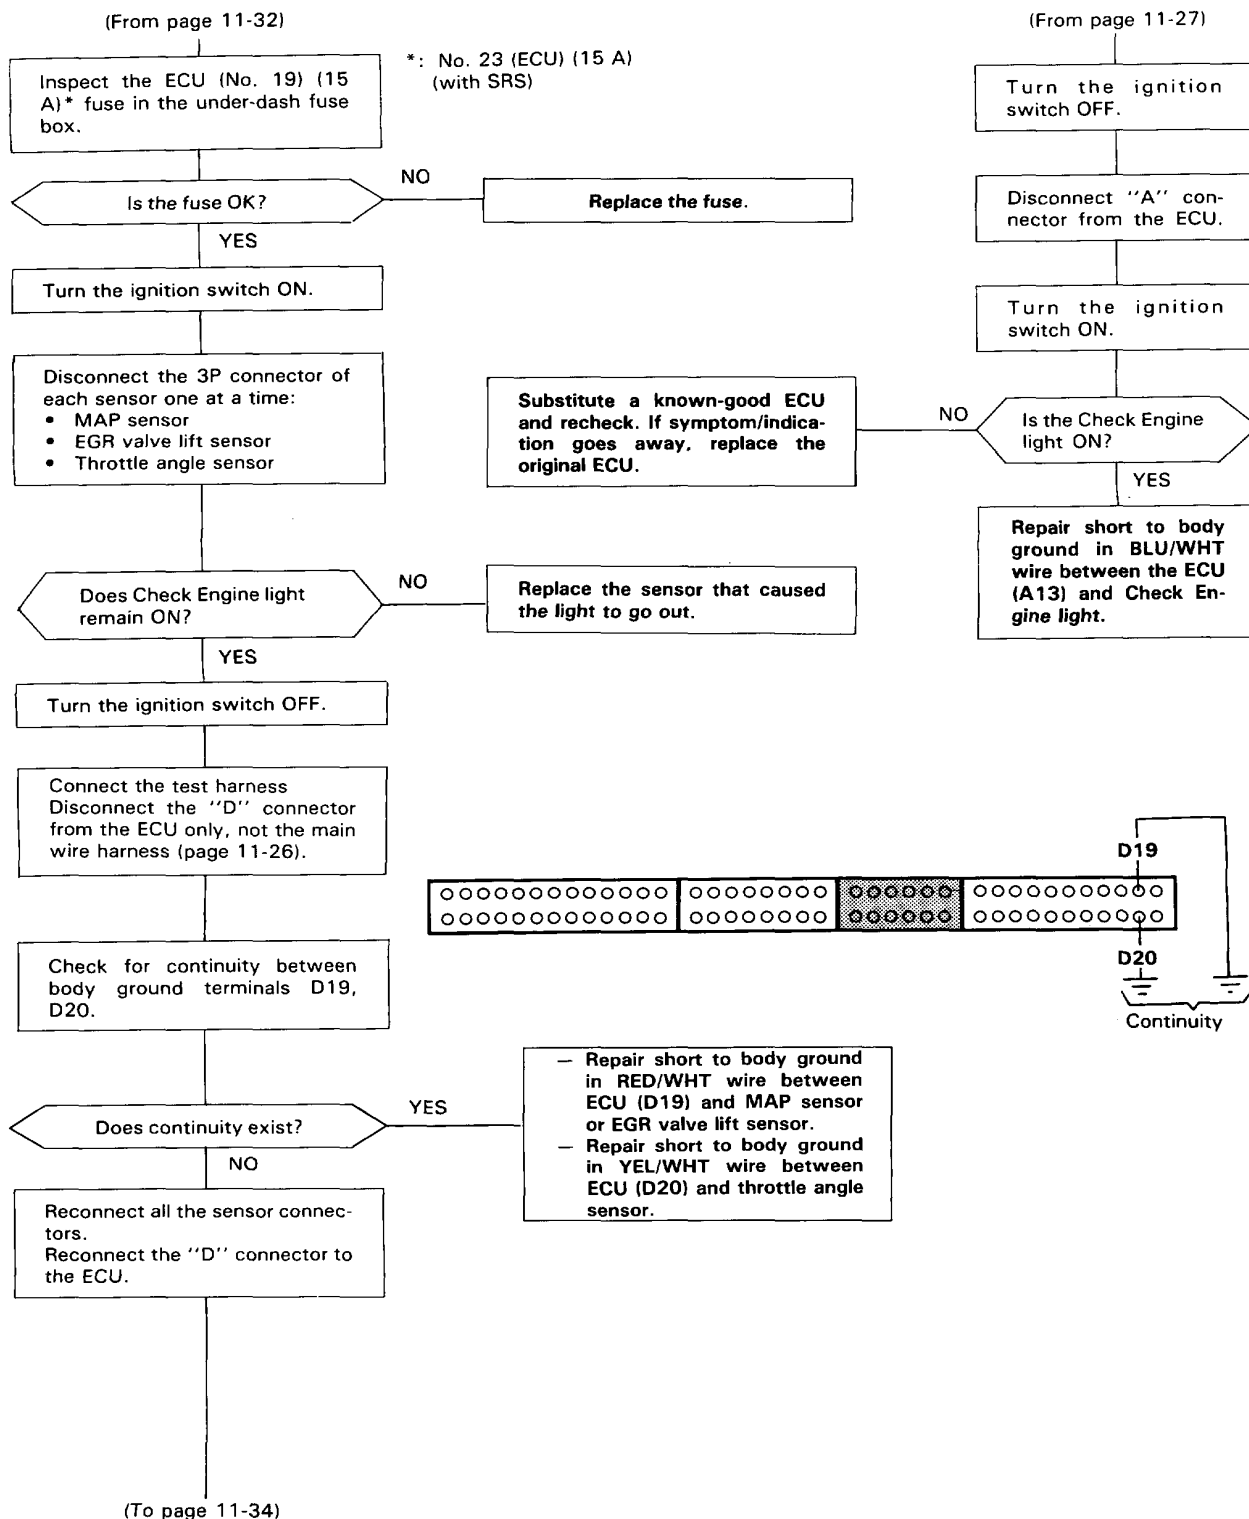 (From page 11-32)
Inspect the ECU (No. 19) (15
A)* fuse in the under-dash fuse
box.
*: No. 23 (ECU) (15 A)
(with SRS)
Is the fuse OK?
NO
Replace the fuse.
YES
Turn the ignition switch ON.
Disconnect the 3P connector of
each sensor one at a time:
• MAP sensor
• EGR valve lift sensor
• Throttle angle sensor
Does Check Engine light
remain ON?
NO
Replace the sensor that caused
the light to go out.
YES
Turn the ignition switch OFF.
Connect the test harness
Disconnect the "D" connector
from the ECU only, not the main
wire harness (page 11-26).
Check for continuity between
body ground terminals D19,
D20.
Does continuity exist?
YES
— Repair short to body ground
in RED/WHT wire between
ECU (D19) and MAP sensor
or EGR valve lift sensor.
— Repair short to body ground
in YEL/WHT wire between
ECU (D20) and throttle angle
sensor.
NO
Reconnect all the sensor connec-
tors.
Reconnect the "D" connector to
the ECU.
(To page 11-34)
(From page 11-27)
Turn the ignition
switch OFF.
Disconnect "A" con-
nector from the ECU.
Turn the ignition
switch ON.
Is the Check Engine
light ON?
NO
Substitute a known-good ECU
and recheck. If symptom/indica-
tion goes away, replace the
original ECU.
YES
Repair short to body
ground in BLU/WHT
wire between the ECU
(A13) and Check En-
gine light.
D19
D20
Continuity